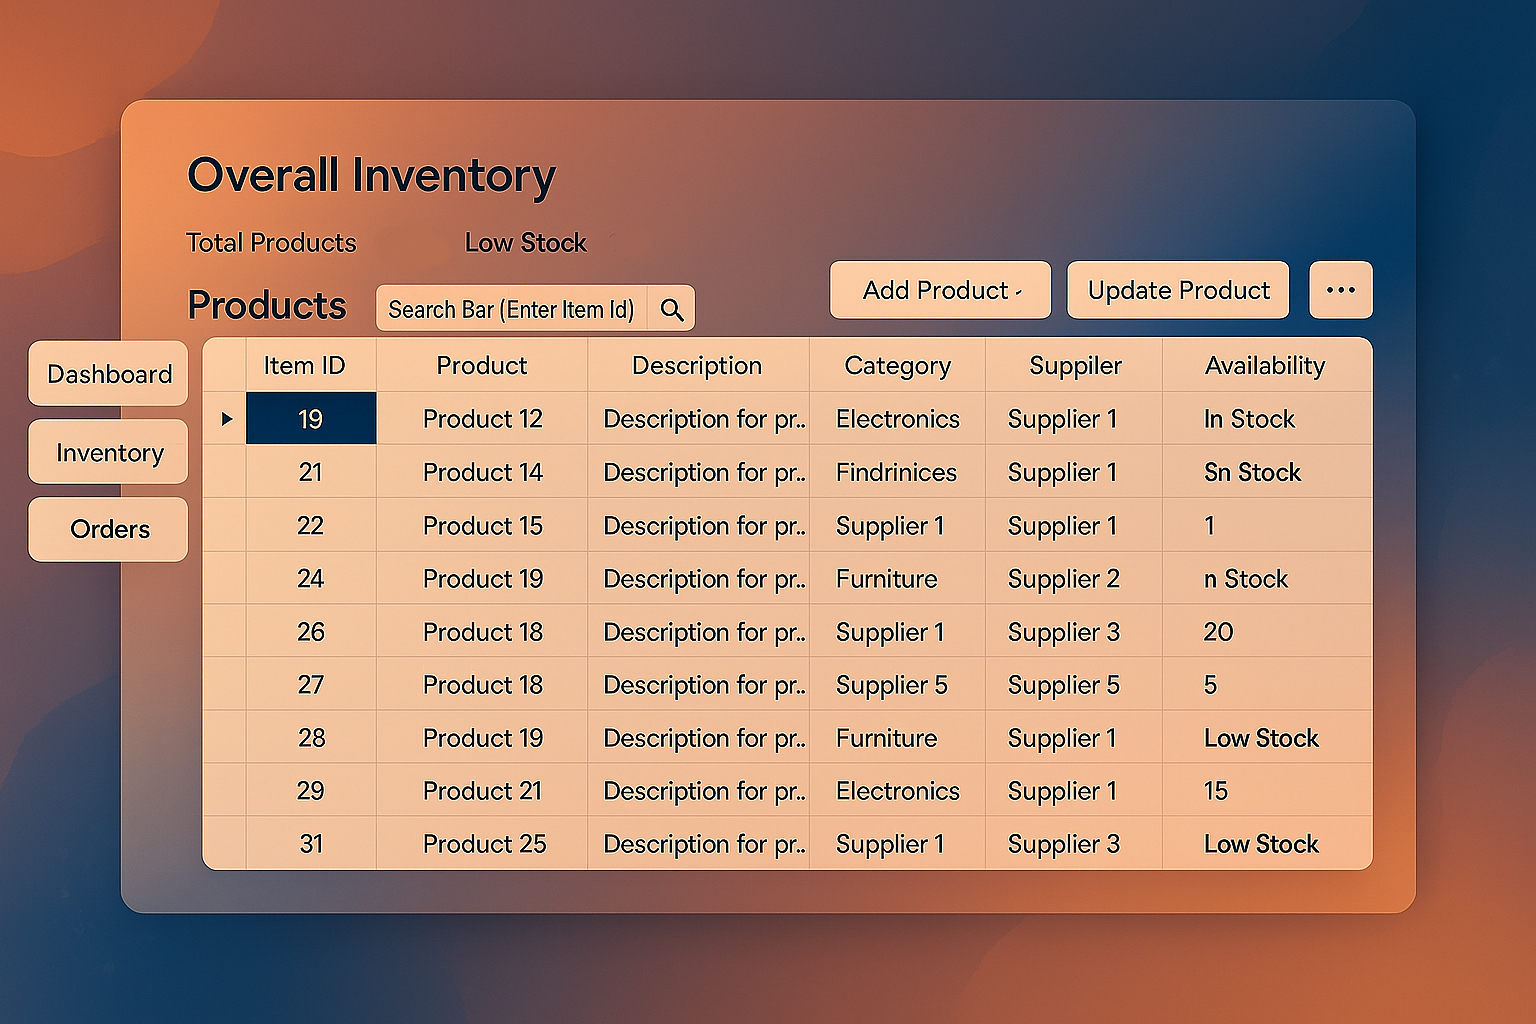 Overall Inventory
Total Products Low Stock
Products Search Bar (Enter Item Id) Add Product Update Product ...
Dashboard
Inventory
Orders
Item ID Product Description Category Suppiler Availability
19 Product 12 Description for pr.. Electronics Supplier 1 In Stock
21 Product 14 Description for pr.. Findrinices Supplier 1 Sn Stock
22 Product 15 Description for pr.. Supplier 1 Supplier 1 1
24 Product 19 Description for pr.. Furniture Supplier 2 n Stock
26 Product 18 Description for pr.. Supplier 1 Supplier 3 20
27 Product 18 Description for pr.. Supplier 5 Supplier 5 5
28 Product 19 Description for pr.. Furniture Supplier 1 Low Stock
29 Product 21 Description for pr.. Electronics Supplier 1 15
31 Product 25 Description for pr.. Supplier 1 Supplier 3 Low Stock